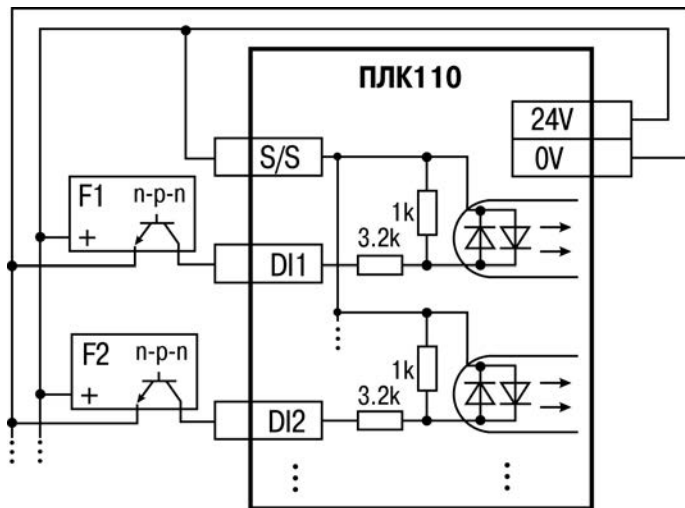 ПЛК110
24V
0V
S/S
F1 n-p-n
+
1k
3.2k
DI1
F2 n-p-n
+
1k
3.2k
DI2